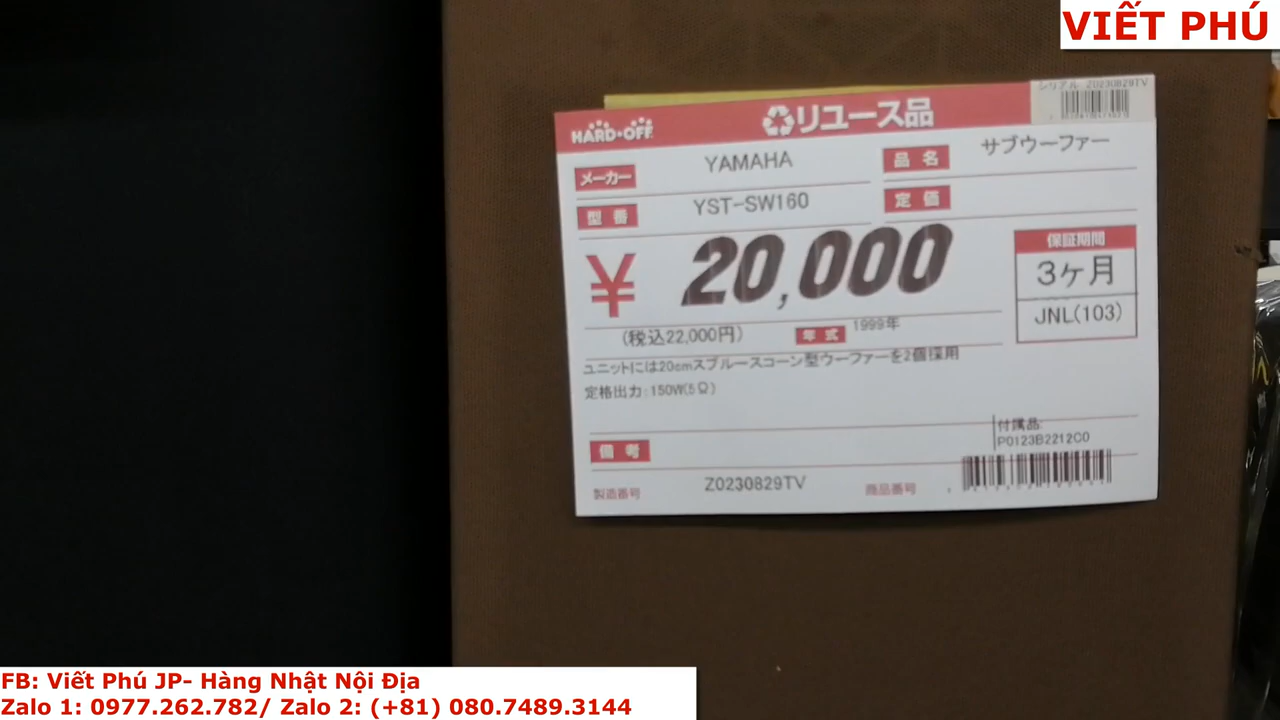 VIẾT PHÚ
シリアル Z0230829TV
HARD・OFF
リユース品
メーカー YAMAHA
品名 サブウーファー
型番 YST-SW160
定価
¥ 20,000
保証期間
3ヶ月
JNL(103)
(税込22,000円)
年式 1999年
ユニットには20cmスプルースコーン型ウーファーを2個採用
定格出力:150W(5Ω)
付属品:
P0123B2212C0
備考
製造番号 Z0230829TV
商品番号
FB: Viết Phú JP- Hàng Nhật Nội Địa
Zalo 1: 0977.262.782/ Zalo 2: (+81) 080.7489.3144